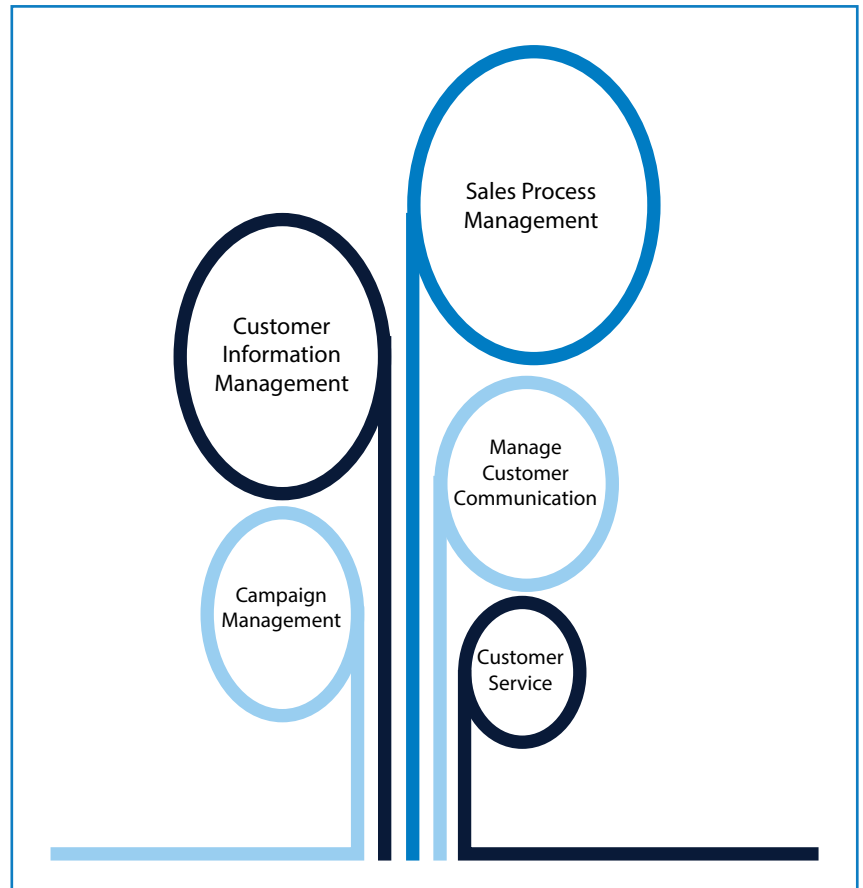 Sales Process
Management
Customer
Information
Management
Manage
Customer
Communication
Campaign
Management
Customer
Service